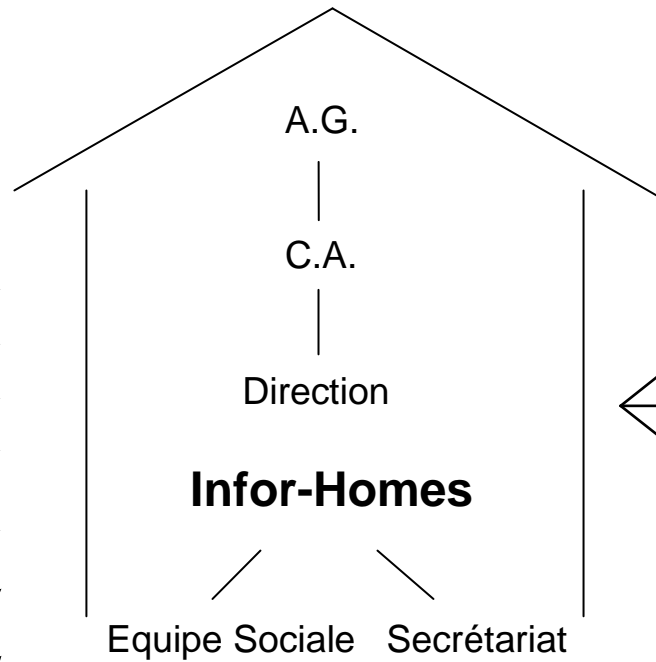 A.G.
C.A.
Direction
Infor-Homes
Equipe Sociale Secrétariat